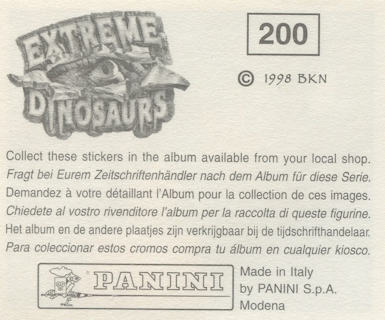 EXTREME
DINOSAURS
200
© 1998 BKN
Collect these stickers in the album available from your local shop.
Fragt bei Eurem Zeitschriftenhändler nach dem Album für diese Serie.
Demandez à votre détaillant l'Album pour la collection de ces images.
Chiedete al vostro rivenditore l'album per la raccolta di queste figurine.
Het album en de andere plaatjes zijn verkrijgbaar bij de tijdschrifthandelaar.
Para coleccionar estos cromos compra tu álbum en cualquier kiosco.
PANINI
Made in Italy
by PANINI S.p.A.
Modena